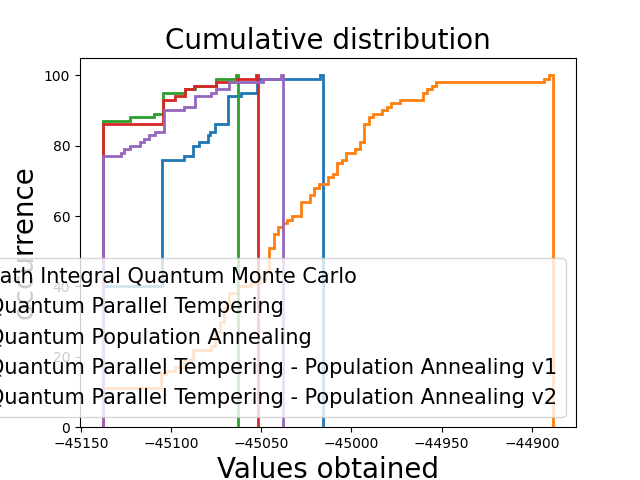 Cumulative distribution
100
80
60
40
20
0
occurrence
ath Integral Quantum Monte Carlo
Quantum Parallel Tempering
Quantum Population Annealing
Quantum Parallel Tempering - Population Annealing v1
Quantum Parallel Tempering - Population Annealing v2
−45150 −45100 −45050 −45000 −44950 −44900
Values obtained